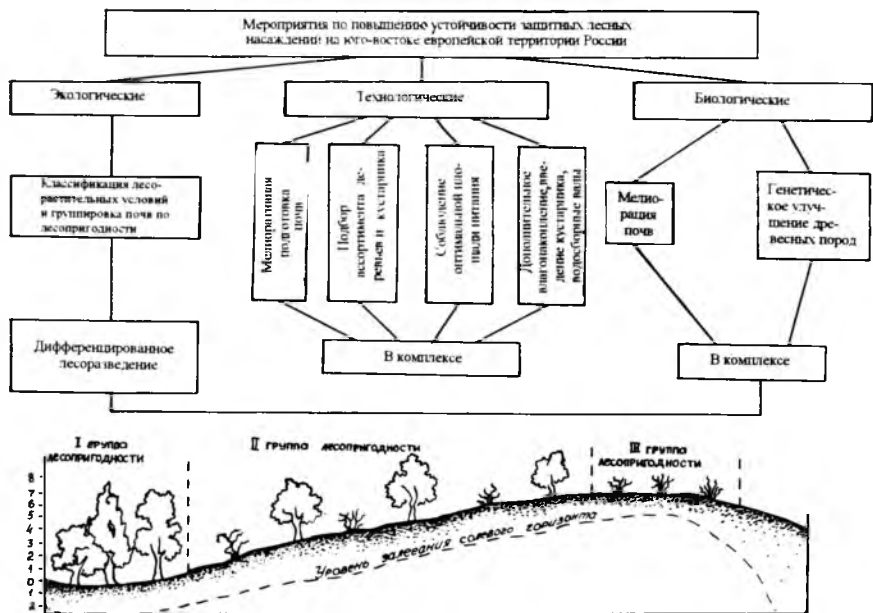 Мероприятия по повышению устойчивости защитных лесных
насаждении на юго-востоке европейской территории России
Экологические
Технологические
Биологические
Классификация лесо-
растительных условий
и группировка почв по
лесопригодности
Мелиоративная
подготовка
почв
Подбор
ассортимента де-
ревьев и кустарника
Соблюдение
оптимальной пло-
щади питания
Дополнительное
влагонакопление, вве-
дение кустарника,
водосборные валы
Мелио-
рация
почв
Генетичес-
кое улуч-
шение дре-
весных пород
Дифференцированное
лесоразведение
В комплексе
В комплексе
I группа
лесопригодности
II группа лесопригодности
III группа
лесопригодности
8
7
6
5
4
3
2
1
0
1
2
Уровень залегания солевого горизонта